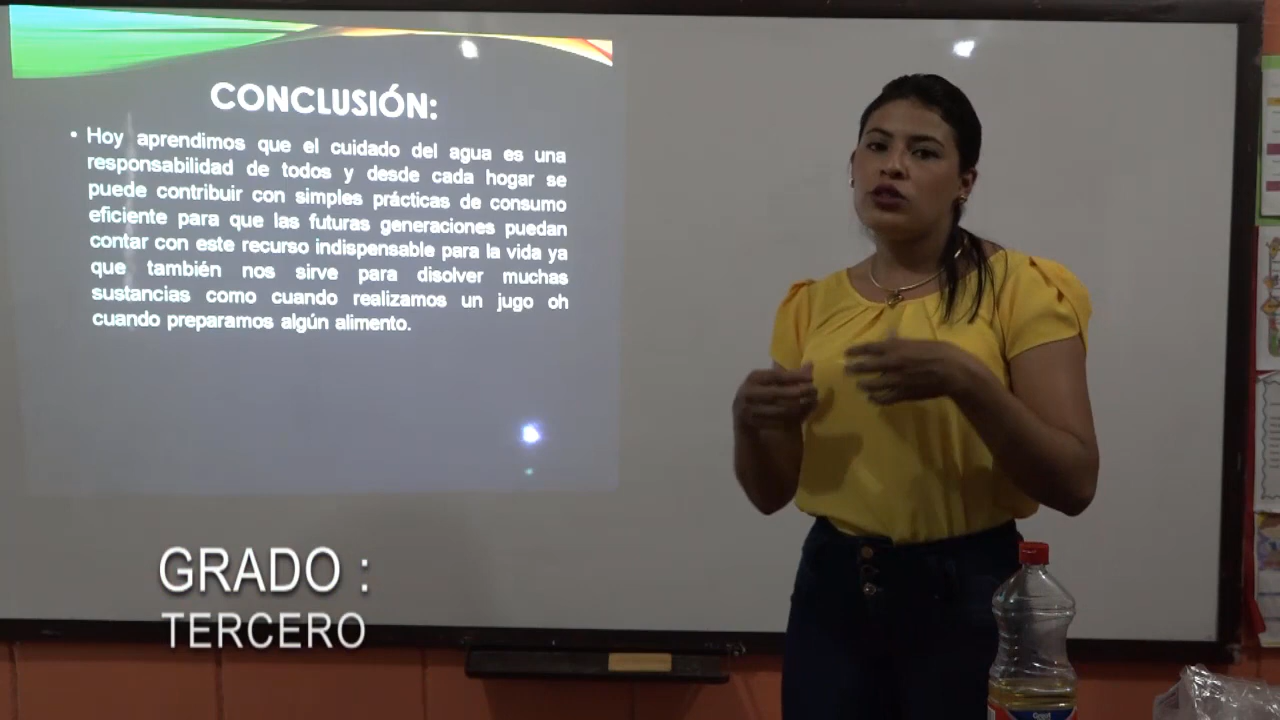 CONCLUSIÓN:
• Hoy aprendimos que el cuidado del agua es una
responsabilidad de todos y desde cada hogar se
puede contribuir con simples prácticas de consumo
eficiente para que las futuras generaciones puedan
contar con este recurso indispensable para la vida ya
que también nos sirve para disolver muchas
sustancias como cuando realizamos un jugo oh
cuando preparamos algún alimento.
GRADO :
TERCERO